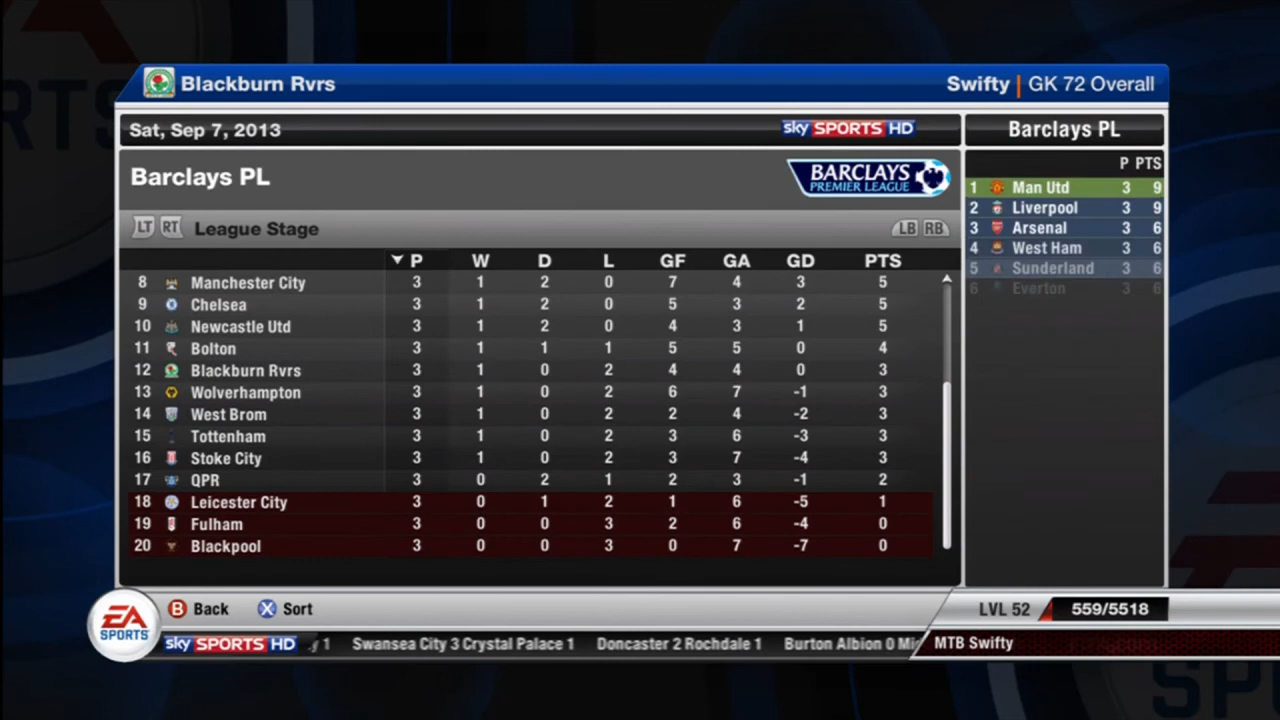 Blackburn Rvrs
Swifty | GK 72 Overall
Sat, Sep 7, 2013
sky SPORTS HD
Barclays PL
Barclays PL
BARCLAYS
PREMIER LEAGUE
LT RT League Stage LB RB
P W D L GF GA GD PTS
8 Manchester City 3 1 2 0 7 4 3 5
9 Chelsea 3 1 2 0 5 3 2 5
10 Newcastle Utd 3 1 2 0 4 3 1 5
11 Bolton 3 1 1 1 5 5 0 4
12 Blackburn Rvrs 3 1 0 2 4 4 0 3
13 Wolverhampton 3 1 0 2 6 7 -1 3
14 West Brom 3 1 0 2 2 4 -2 3
15 Tottenham 3 1 0 2 3 6 -3 3
16 Stoke City 3 1 0 2 3 7 -4 3
17 QPR 3 0 2 1 2 3 -1 2
18 Leicester City 3 0 1 2 1 6 -5 1
19 Fulham 3 0 0 3 2 6 -4 0
20 Blackpool 3 0 0 3 0 7 -7 0
P PTS
1 Man Utd 3 9
2 Liverpool 3 9
3 Arsenal 3 6
4 West Ham 3 6
5 Sunderland 3 6
6 Everton 3 6
EA
SPORTS
B Back X Sort
LVL 52 559/5518
sky SPORTS HD
1 Swansea City 3 Crystal Palace 1 Doncaster 2 Rochdale 1 Burton Albion 0
MTB Swifty
SP